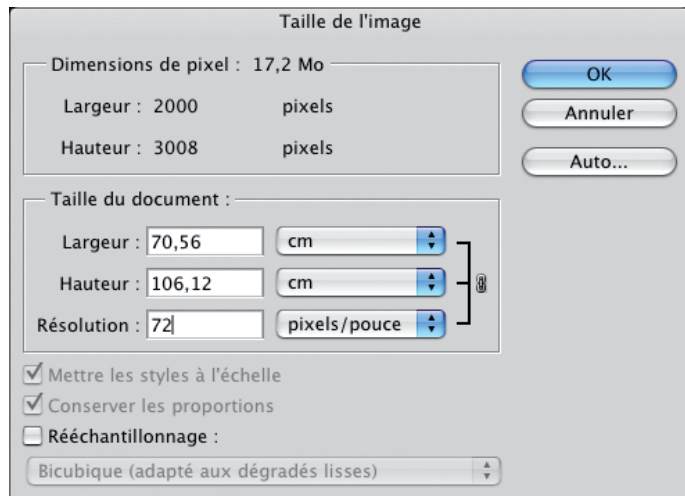 Taille de l'image
Dimensions de pixel : 17,2 Mo
Largeur : 2000 pixels
Hauteur : 3008 pixels
OK
Annuler
Auto...
Taille du document :
Largeur : 70,56 cm
Hauteur : 106,12 cm
Résolution : 72 pixels/pouce
Mettre les styles à l'échelle
Conserver les proportions
Rééchantillonnage :
Bicubique (adapté aux dégradés lisses)